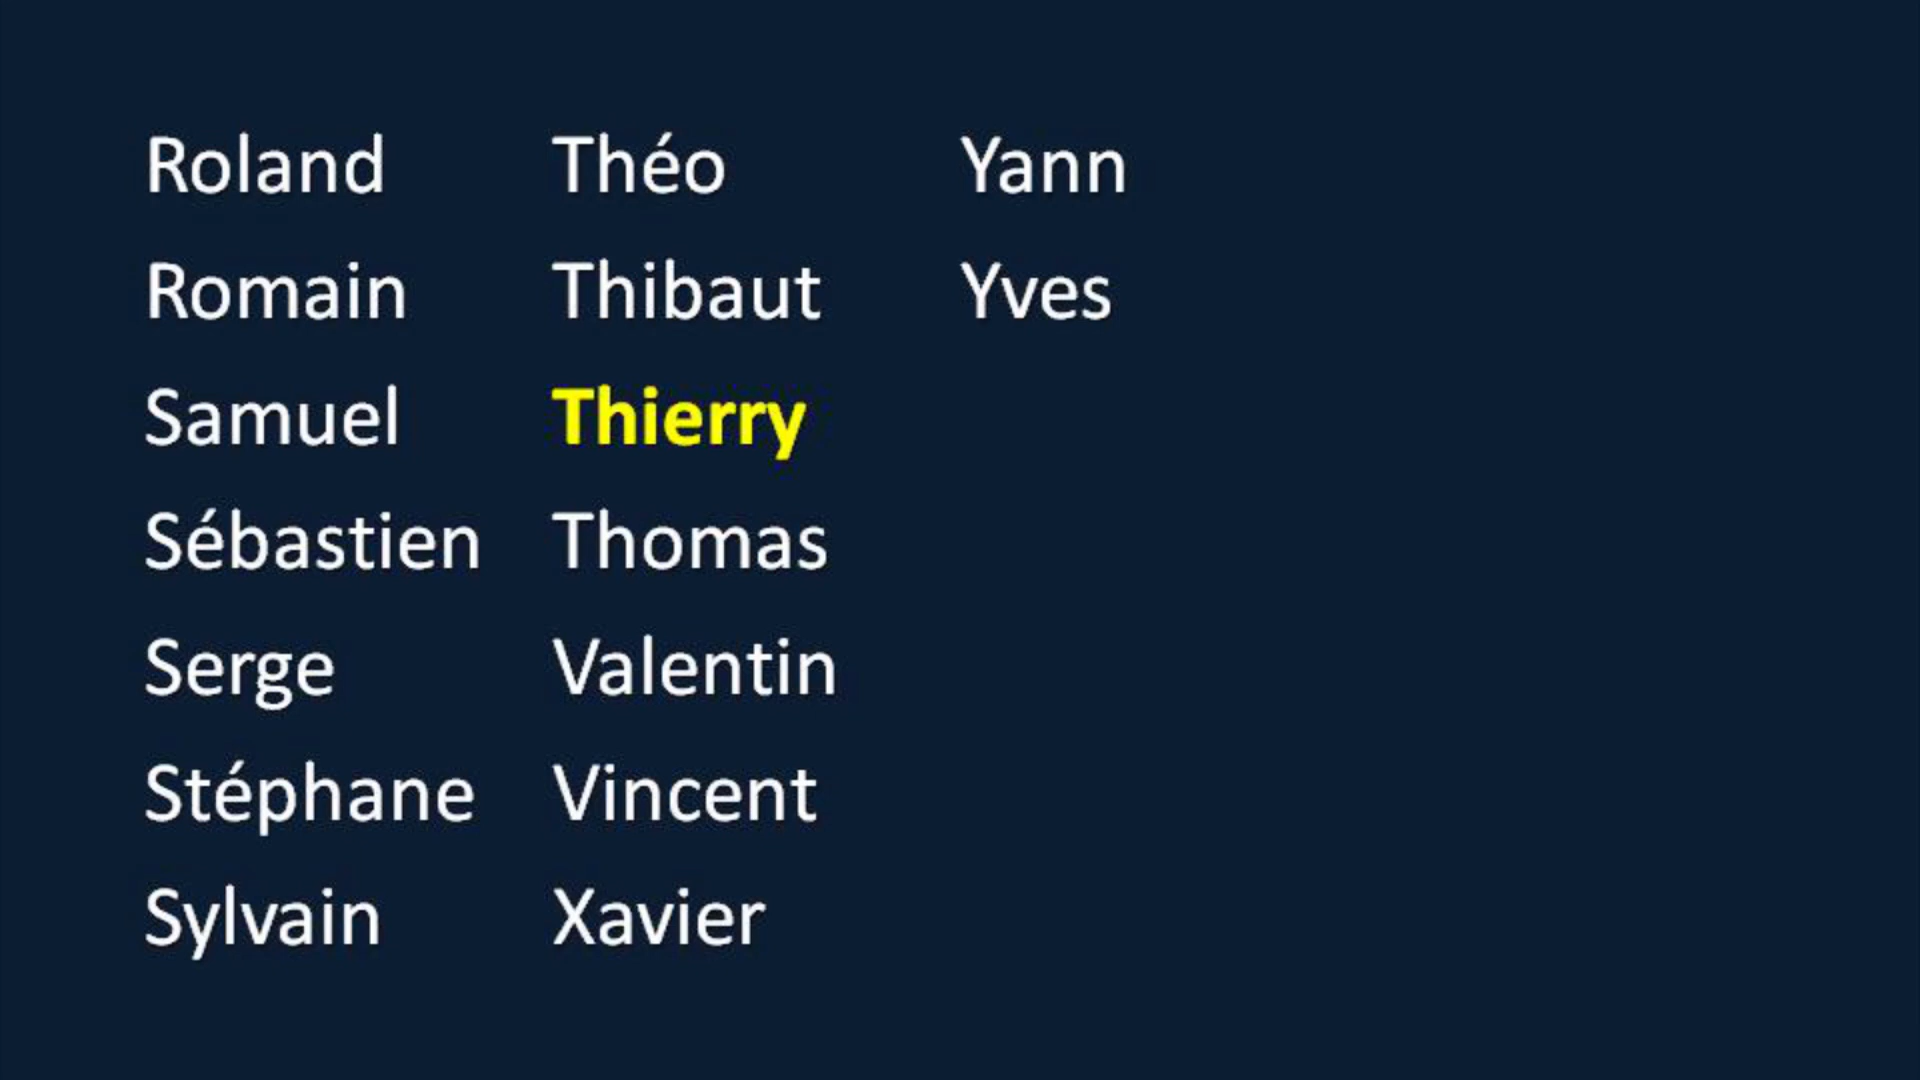 Roland
Romain
Samuel
Sébastien
Serge
Stéphane
Sylvain
Théo
Thibaut
Thierry
Thomas
Valentin
Vincent
Xavier
Yann
Yves